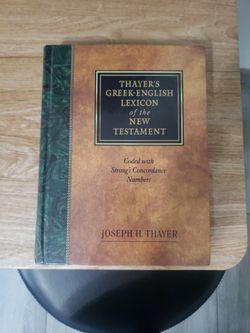 THAYER'S
GREEK-ENGLISH
LEXICON
of the
NEW
TESTAMENT
Coded with
Strong's Concordance
Numbers
JOSEPH H. THAYER